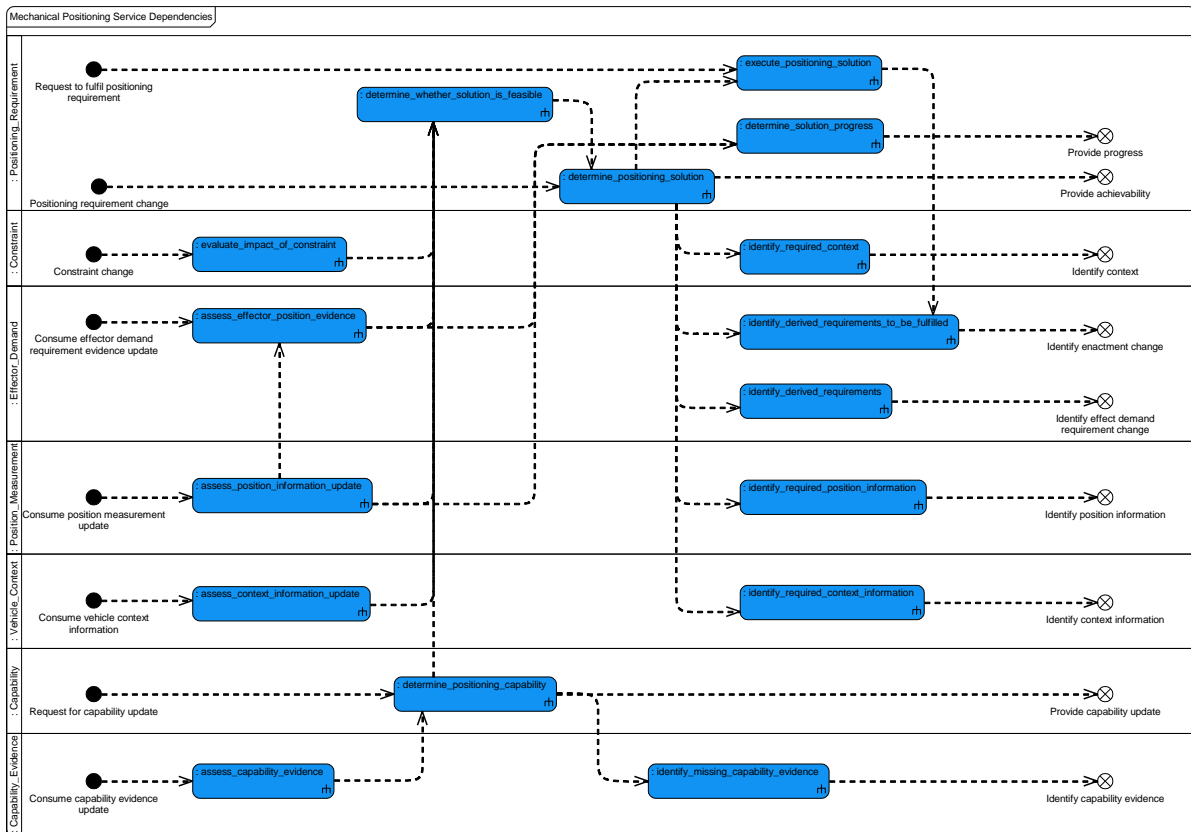 Mechanical Positioning Service Dependencies
: Positioning_Requirement
Request to fulfil positioning
requirement
: execute_positioning_solution
: determine_whether_solution_is_feasible
: determine_solution_progress
Provide progress
Positioning requirement change
: determine_positioning_solution
Provide achievability
: Constraint
Constraint change
: evaluate_impact_of_constraint
: identify_required_context
Identify context
: Effector_Demand
Consume effector demand
requirement evidence update
: assess_effector_position_evidence
: identify_derived_requirements_to_be_fulfilled
Identify enactment change
: identify_derived_requirements
Identify effect demand
requirement change
: Position_Measurement
Consume position measurement
update
: assess_position_information_update
: identify_required_position_information
Identify position information
: Vehicle_Context
Consume vehicle context
information
: assess_context_information_update
: identify_required_context_information
Identify context information
: Capability
Request for capability update
: determine_positioning_capability
Provide capability update
: Capability_Evidence
Consume capability evidence
update
: assess_capability_evidence
: identify_missing_capability_evidence
Identify capability evidence